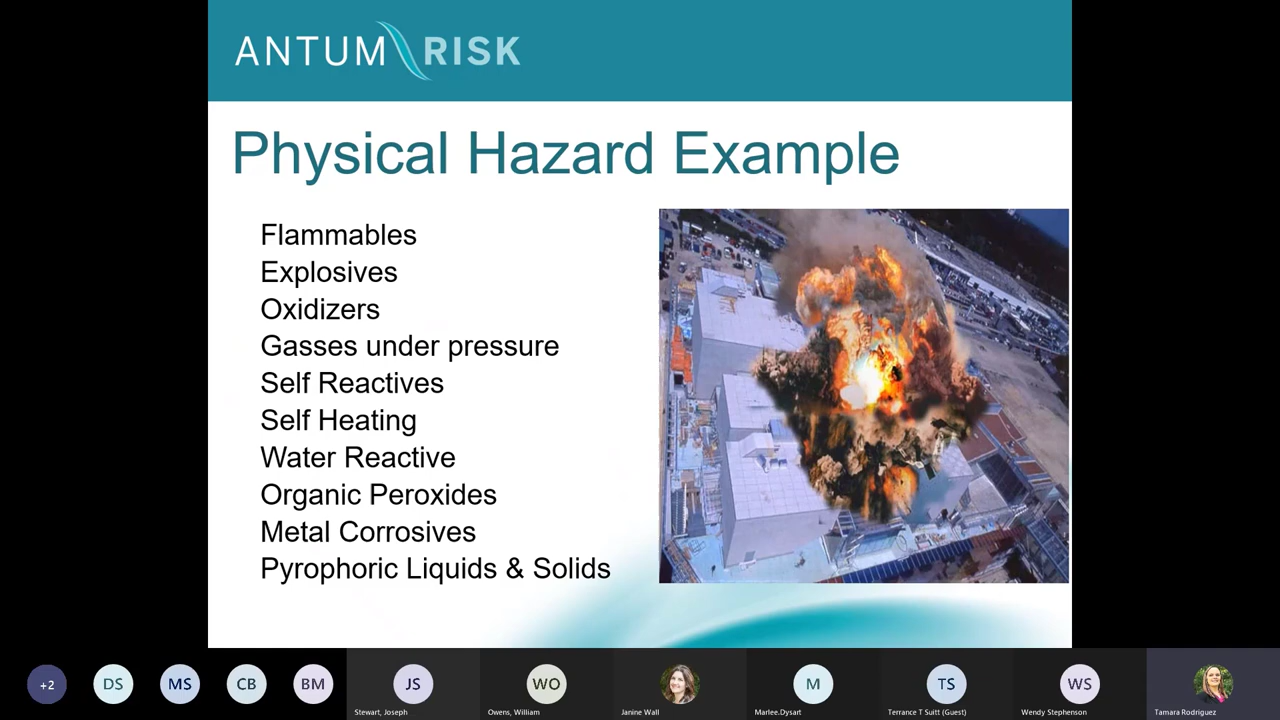 ANTUM RISK
Physical Hazard Example
Flammables
Explosives
Oxidizers
Gasses under pressure
Self Reactives
Self Heating
Water Reactive
Organic Peroxides
Metal Corrosives
Pyrophoric Liquids & Solids
+2
DS
MS
CB
BM
JS
WO
M
TS
WS
Stewart, Joseph
Owens, William
Janine Wall
Marlee.Dysart
Terrance T Suitt (Guest)
Wendy Stephenson
Tamara Rodriguez